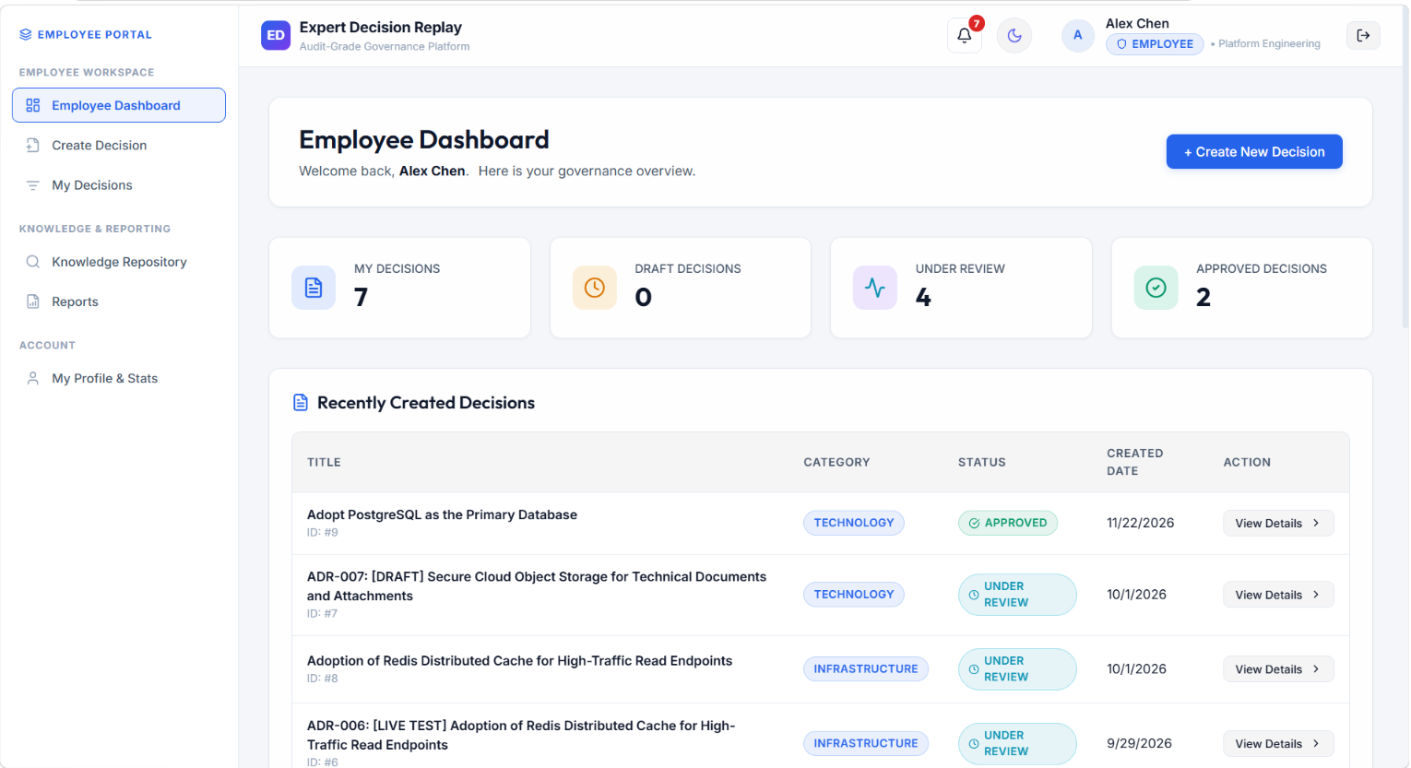 EMPLOYEE PORTAL
EMPLOYEE WORKSPACE
Employee Dashboard
Create Decision
My Decisions
KNOWLEDGE & REPORTING
Knowledge Repository
Reports
ACCOUNT
My Profile & Stats
ED
Expert Decision Replay
Audit-Grade Governance Platform
7
A
Alex Chen
EMPLOYEE
• Platform Engineering
Employee Dashboard
Welcome back, Alex Chen. Here is your governance overview.
+ Create New Decision
MY DECISIONS
7
DRAFT DECISIONS
0
UNDER REVIEW
4
APPROVED DECISIONS
2
Recently Created Decisions
TITLE CATEGORY STATUS CREATED DATE ACTION
Adopt PostgreSQL as the Primary Database
ID: #9
TECHNOLOGY
APPROVED
11/22/2026
View Details
ADR-007: [DRAFT] Secure Cloud Object Storage for Technical Documents
and Attachments
ID: #7
TECHNOLOGY
UNDER
REVIEW
10/1/2026
View Details
Adoption of Redis Distributed Cache for High-Traffic Read Endpoints
ID: #8
INFRASTRUCTURE
UNDER
REVIEW
10/1/2026
View Details
ADR-006: [LIVE TEST] Adoption of Redis Distributed Cache for High-
Traffic Read Endpoints
ID: #6
INFRASTRUCTURE
UNDER
REVIEW
9/29/2026
View Details